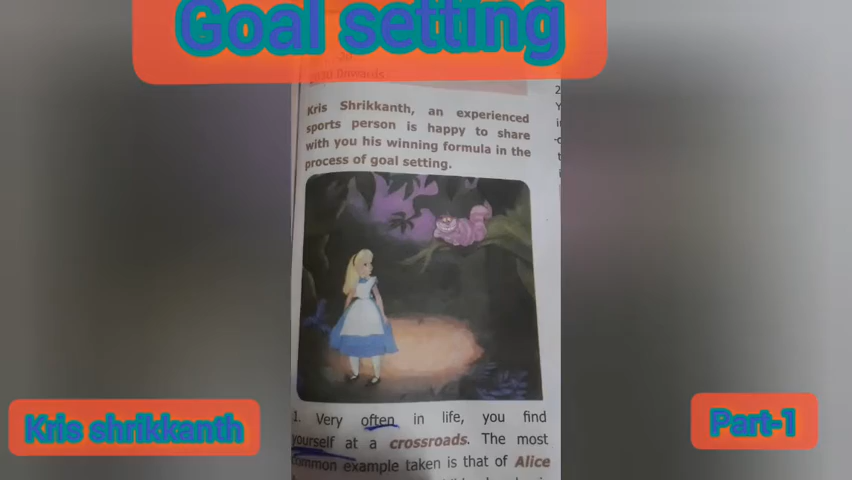 Goal setting
2030 Onwards
Kris Shrikkanth, an experienced
sports person is happy to share
with you his winning formula in the
process of goal setting.
1. Very often in life, you find
yourself at a crossroads. The most
common example taken is that of Alice
Kris shrikkanth
Part-1